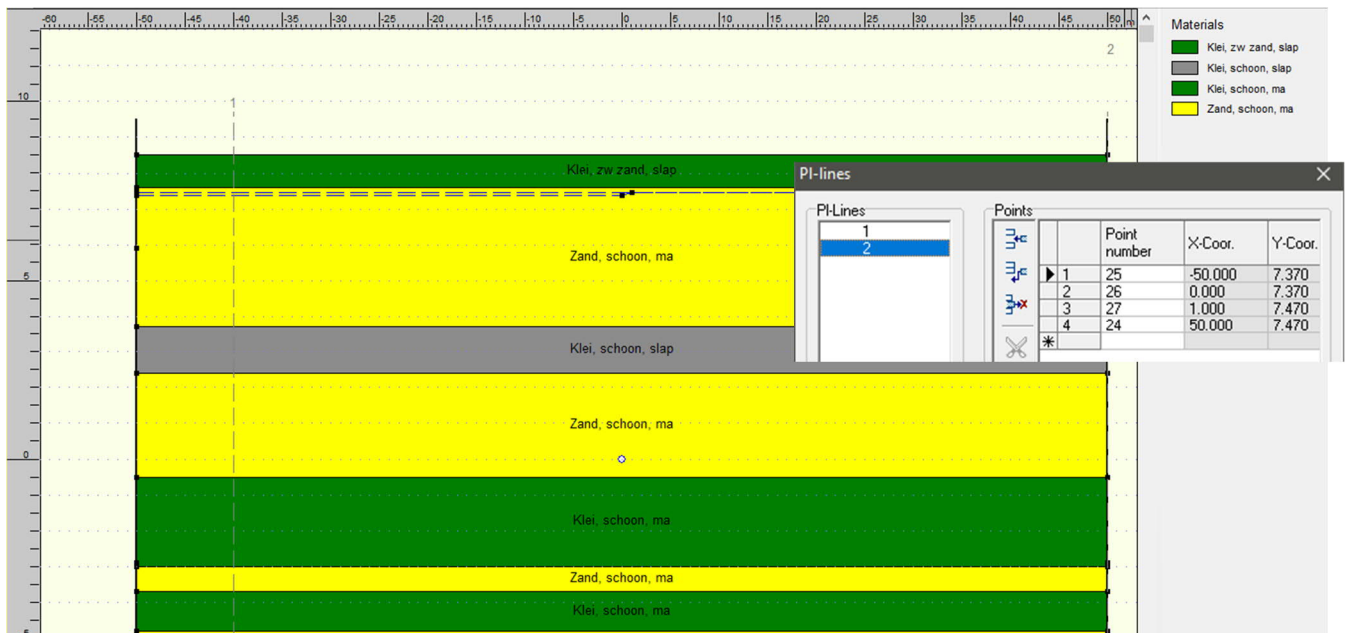 -60 -55 -50 -45 -40 -35 -30 -25 -20 -15 -10 -5 0 5 10 15 20 25 30 35 40 45 50 m
Materials
Klei, zw zand, slap
Klei, schoon, slap
Klei, schoon, ma
Zand, schoon, ma
2
10
1
Klei, zw zand, slap
Pl-lines
Pl-Lines
Points
1
2
Point number X-Coor. Y-Coor.
1 25 -50.000 7.370
2 26 0.000 7.370
3 27 1.000 7.470
4 24 50.000 7.470
Zand, schoon, ma
5
Klei, schoon, slap
Zand, schoon, ma
0
Klei, schoon, ma
Zand, schoon, ma
Klei, schoon, ma